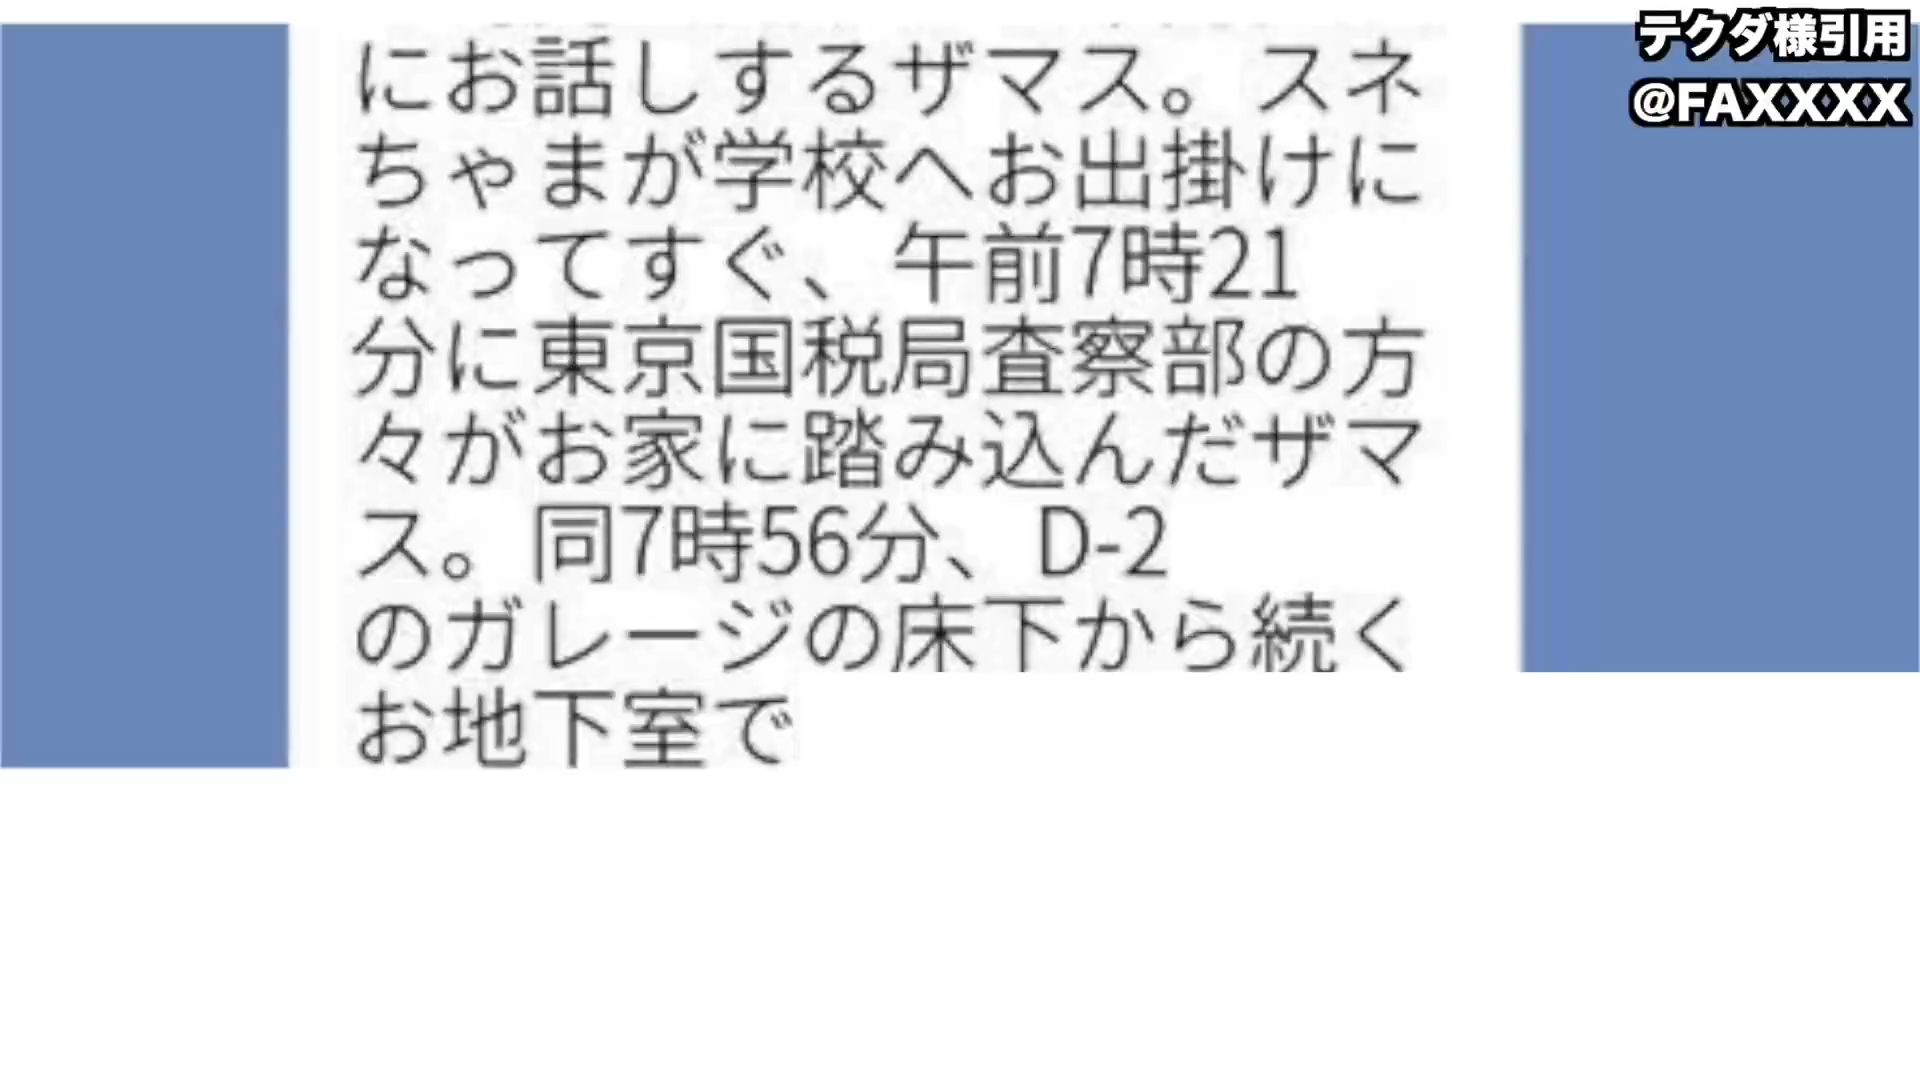 テクダ様引用
@FAXXXX
にお話しするザマス。スネ
ちゃまが学校へお出掛けに
なってすぐ、午前7時21
分に東京国税局査察部の方
々がお家に踏み込んだザマ
ス。同7時56分、D-2
のガレージの床下から続く
お地下室で